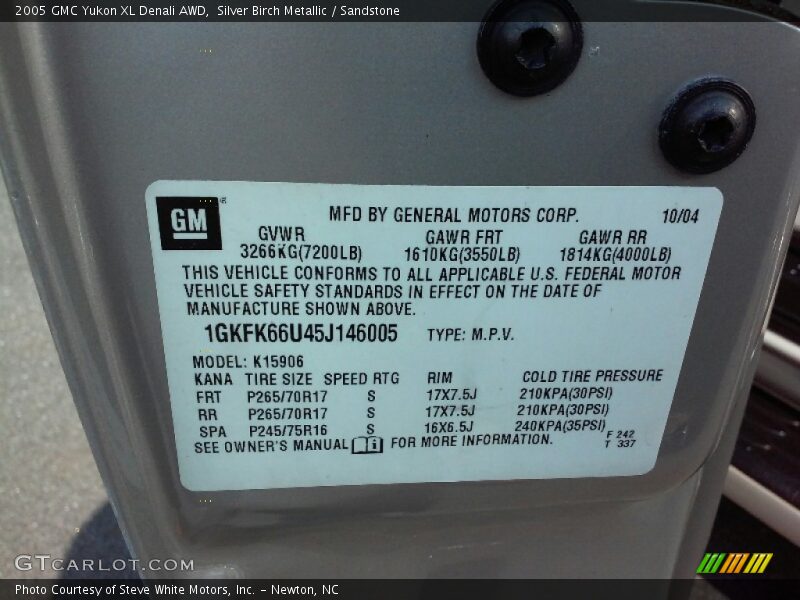 2005 GMC Yukon XL Denali AWD, Silver Birch Metallic / Sandstone
GM ®
MFD BY GENERAL MOTORS CORP. 10/04
GVWR GAWR FRT GAWR RR
3266KG(7200LB) 1610KG(3550LB) 1814KG(4000LB)
THIS VEHICLE CONFORMS TO ALL APPLICABLE U.S. FEDERAL MOTOR
VEHICLE SAFETY STANDARDS IN EFFECT ON THE DATE OF
MANUFACTURE SHOWN ABOVE.
1GKFK66U45J146005 TYPE: M.P.V.
MODEL: K15906
KANA TIRE SIZE SPEED RTG RIM COLD TIRE PRESSURE
FRT P265/70R17 S 17X7.5J 210KPA(30PSI)
RR P265/70R17 S 17X7.5J 210KPA(30PSI)
SPA P245/75R16 S 16X6.5J 240KPA(35PSI)
SEE OWNER'S MANUAL FOR MORE INFORMATION.
F 242
T 337
GTCARLOT.COM
Photo Courtesy of Steve White Motors, Inc. – Newton, NC